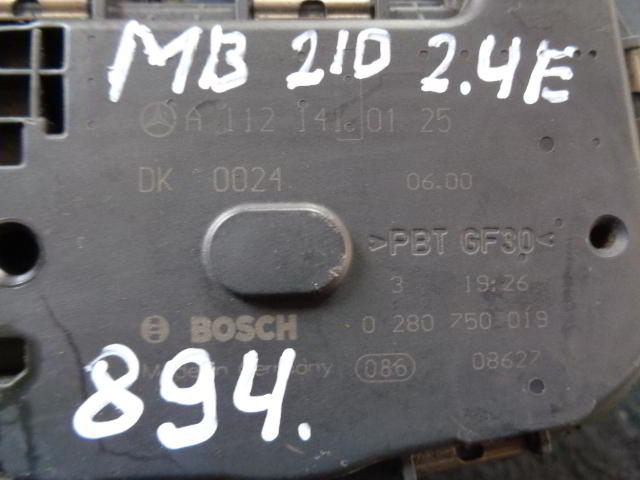 MB 210 2.4E
A 112 141 01 25
DK 0024 06.00
>PBT GF30<
3 19:26
BOSCH 0 280 750 019
Made in Germany 086 08627
894.